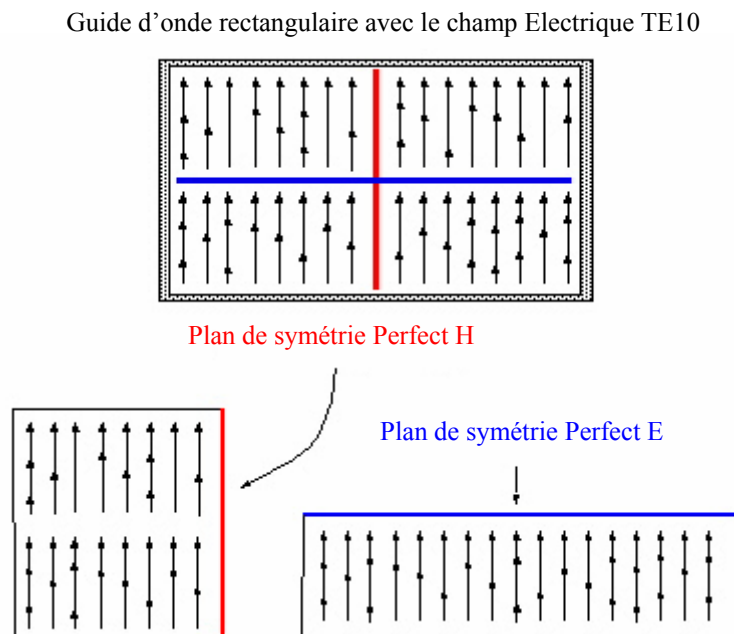 Guide d’onde rectangulaire avec le champ Electrique TE10
Plan de symétrie Perfect H
Plan de symétrie Perfect E